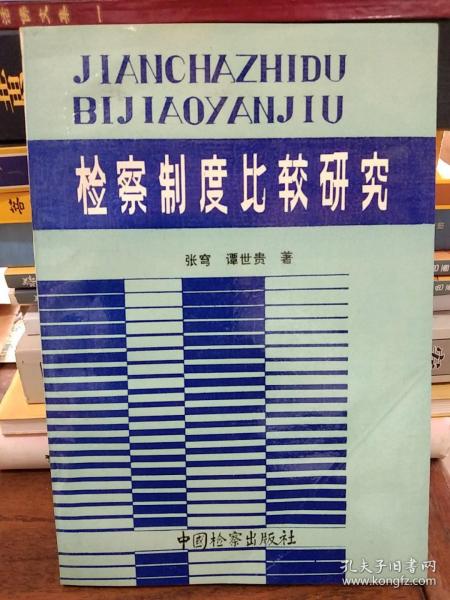 JIANCHAZHIDU
BIJIAOYANJIU
检察制度比较研究
张穹 谭世贵 著
中国检察出版社
孔夫子旧书网
www.kongfz.com